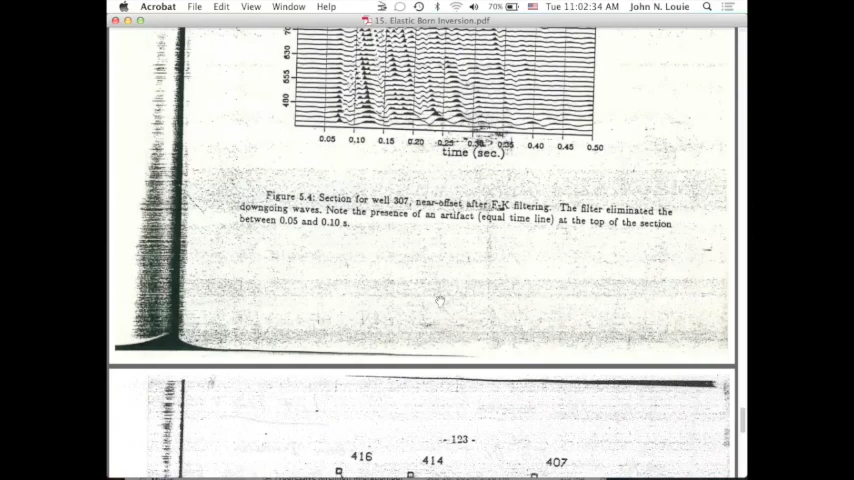 Acrobat File Edit View Window Help 70% Tue 11:02:34 AM John N. Louie
15. Elastic Born Inversion.pdf
630
555
480
0.05 0.10 0.15 0.20 0.25 0.30 0.35 0.40 0.45 0.50
time (sec.)
Figure 5.4: Section for well 307, near-offset after F-K filtering. The filter eliminated the
downgoing waves. Note the presence of an artifact (equal time line) at the top of the section
between 0.05 and 0.10 s.
- 123 -
416
414
407